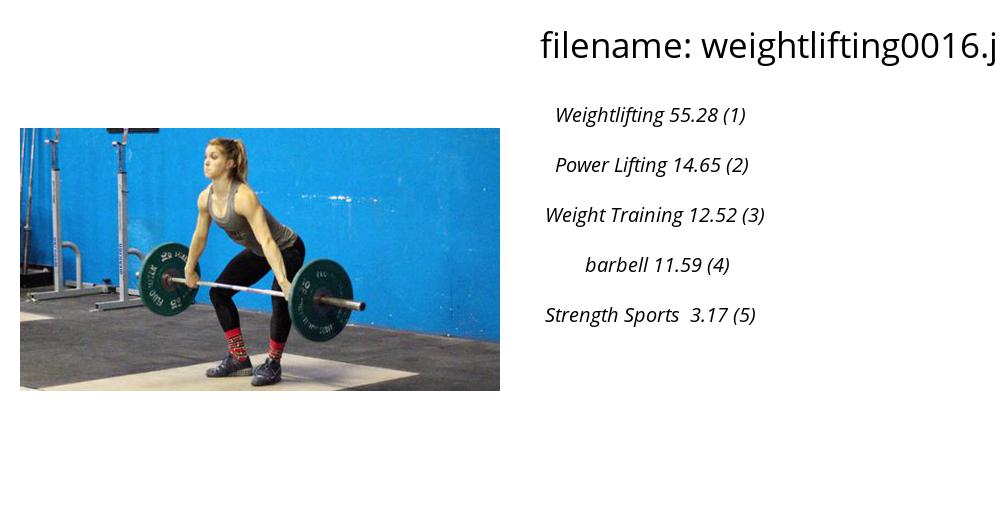 filename: weightlifting0016.j
Weightlifting 55.28 (1)
Power Lifting 14.65 (2)
Weight Training 12.52 (3)
barbell 11.59 (4)
Strength Sports 3.17 (5)